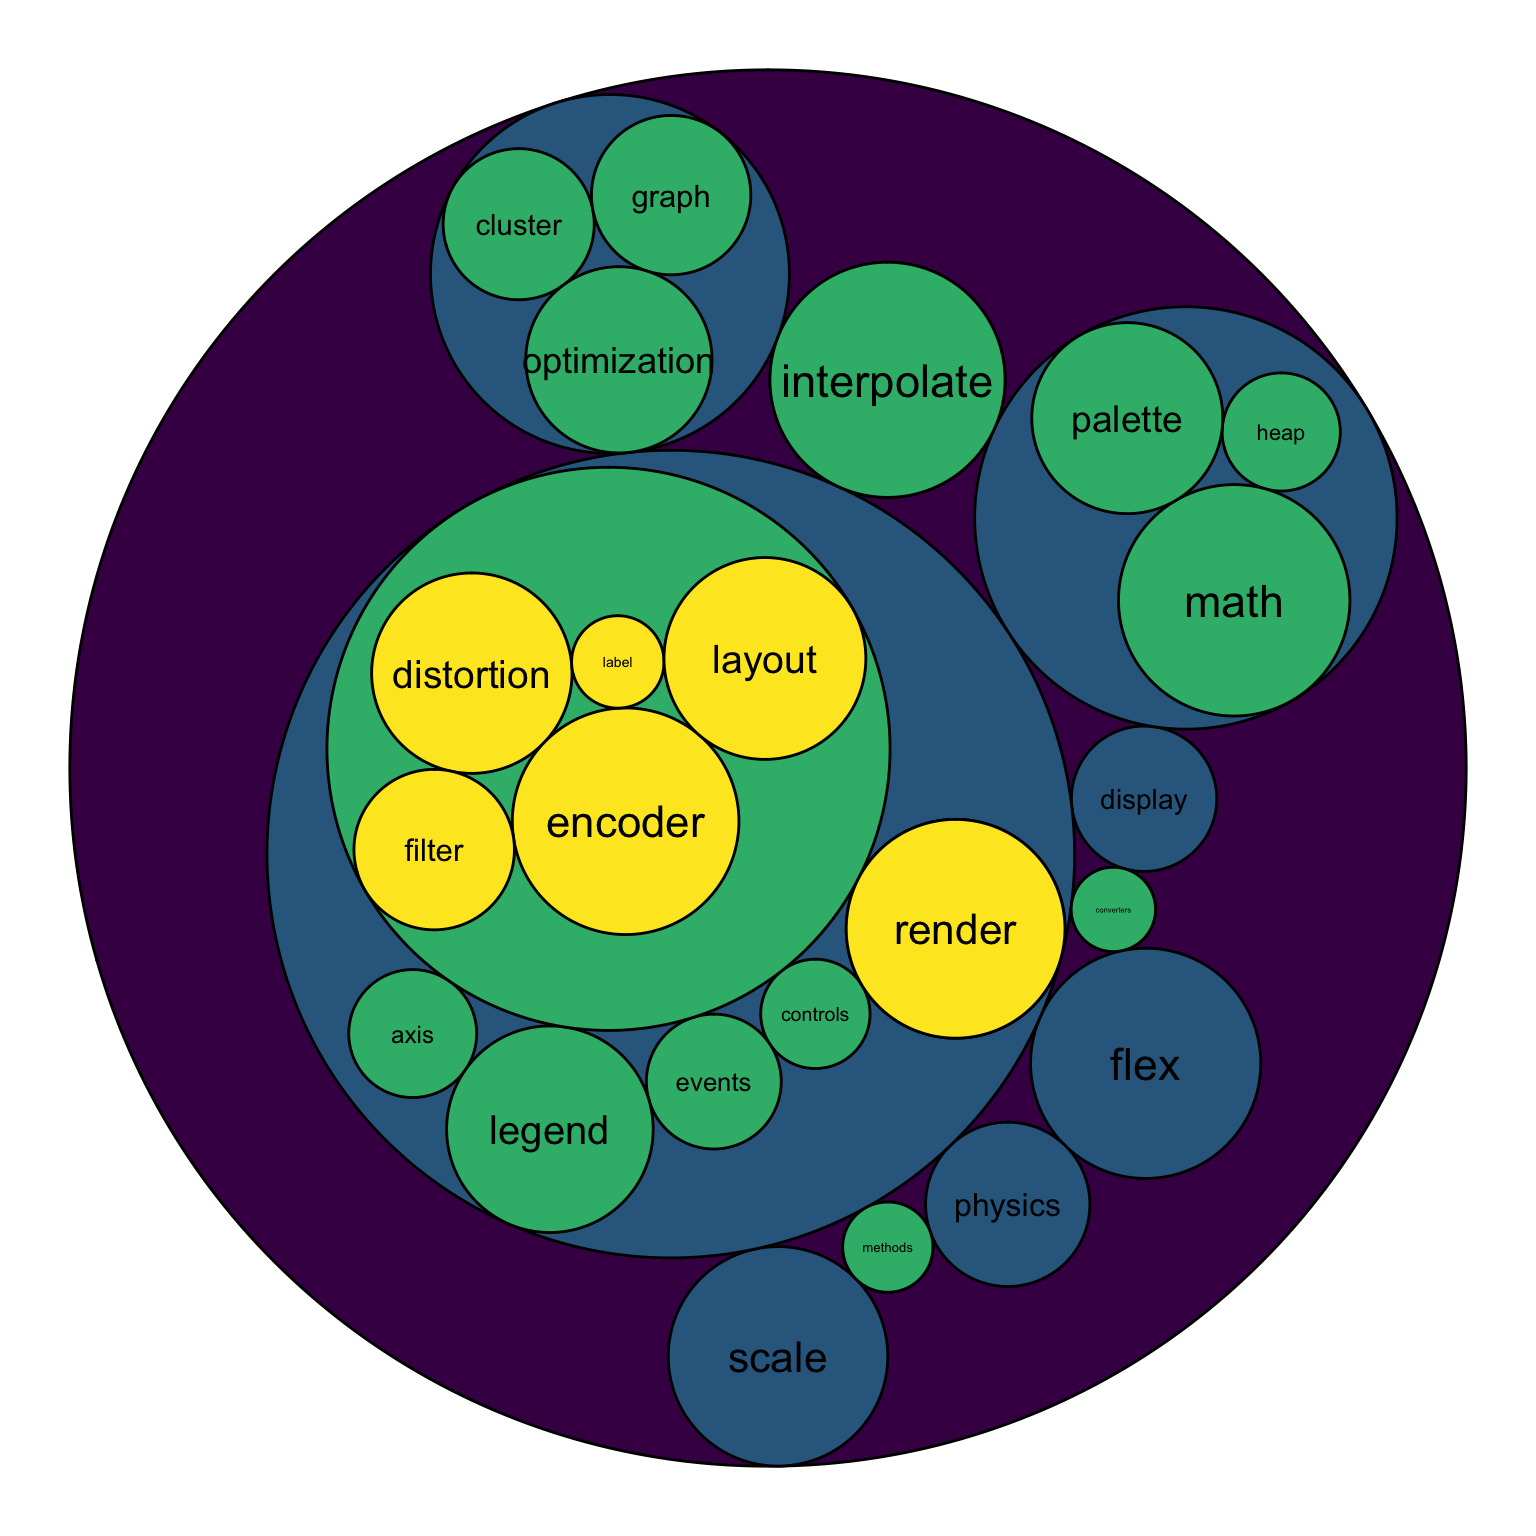 graph
cluster
optimization
interpolate
palette
heap
math
distortion
label
layout
filter
encoder
display
render
converters
axis
controls
legend
events
flex
physics
methods
scale